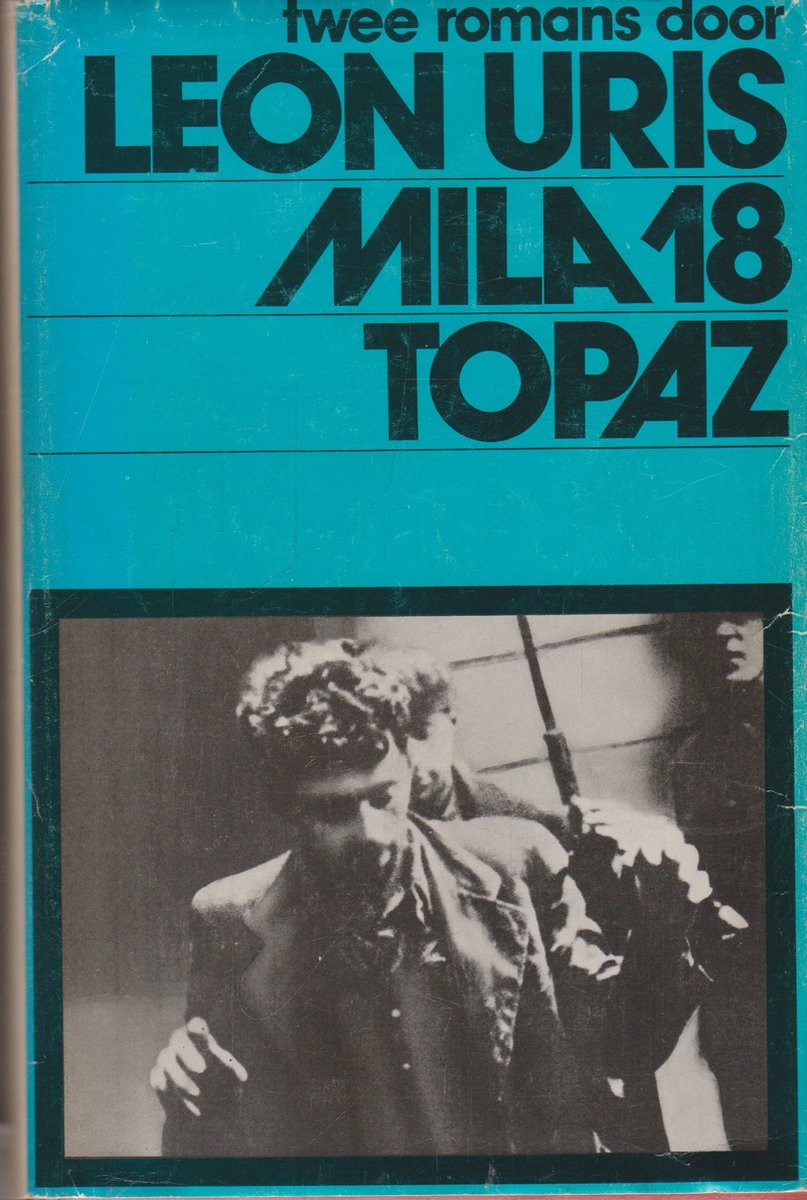 twee romans door
LEON URIS
MILA 18
TOPAZ